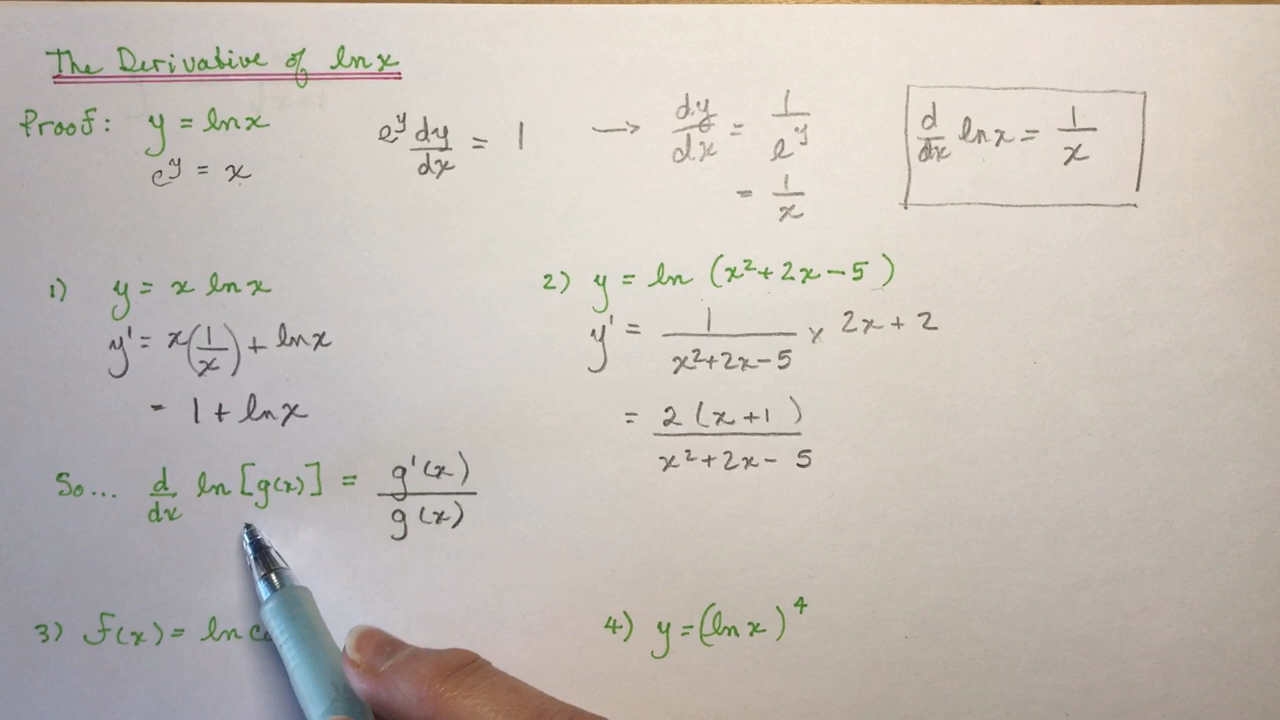 The Derivative of ln x
Proof: y = ln x
e^y = x
e^y dy/dx = 1 → dy/dx = 1/e^y
= 1/x
d/dx ln x = 1/x
1) y = x ln x
y' = x(1/x) + ln x
= 1 + ln x
2) y = ln (x²+2x−5)
y' = 1/(x²+2x−5) × 2x+2
= 2(x+1)/(x²+2x−5)
So... d/dx ln [g(x)] = g'(x)/g(x)
3) f(x) = ln
4) y = (ln x)⁴